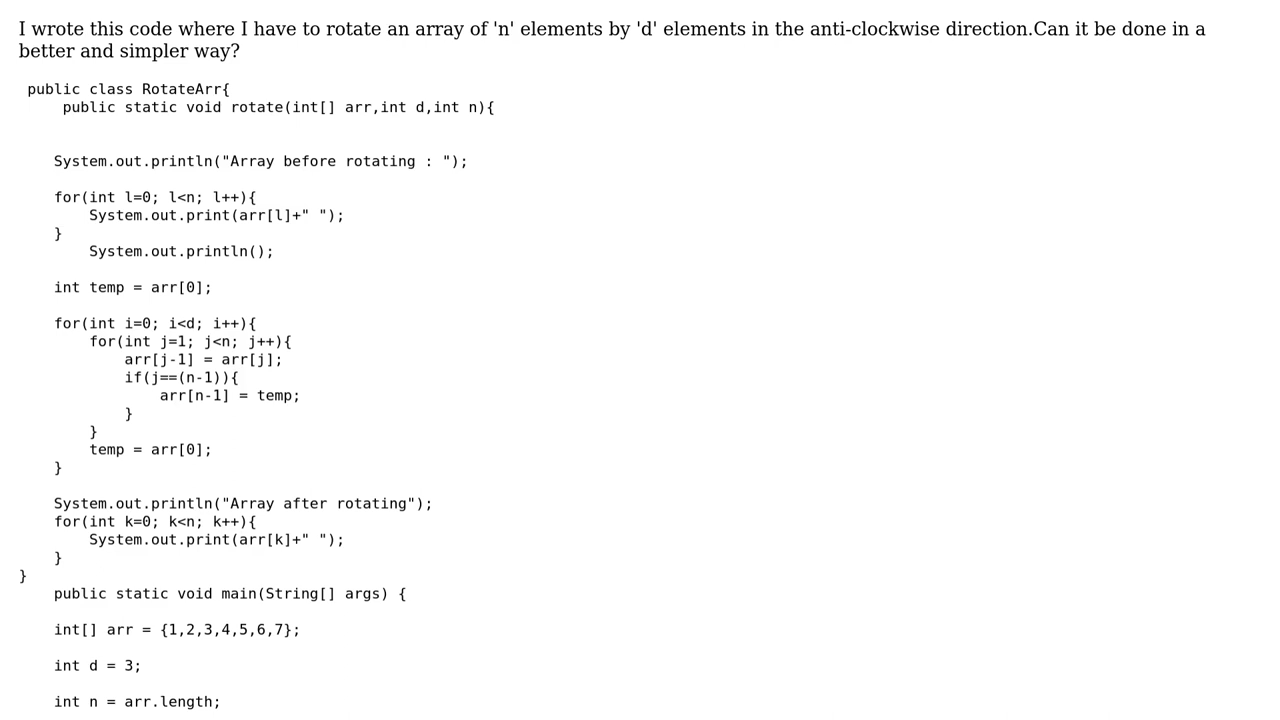 I wrote this code where I have to rotate an array of 'n' elements by 'd' elements in the anti-clockwise direction.Can it be done in a
better and simpler way?
public class RotateArr{
public static void rotate(int[] arr,int d,int n){
System.out.println("Array before rotating : ");
for(int l=0; l<n; l++){
System.out.print(arr[l]+" ");
}
System.out.println();
int temp = arr[0];
for(int i=0; i<d; i++){
for(int j=1; j<n; j++){
arr[j-1] = arr[j];
if(j==(n-1)){
arr[n-1] = temp;
}
}
temp = arr[0];
}
System.out.println("Array after rotating");
for(int k=0; k<n; k++){
System.out.print(arr[k]+" ");
}
}
public static void main(String[] args) {
int[] arr = {1,2,3,4,5,6,7};
int d = 3;
int n = arr.length;